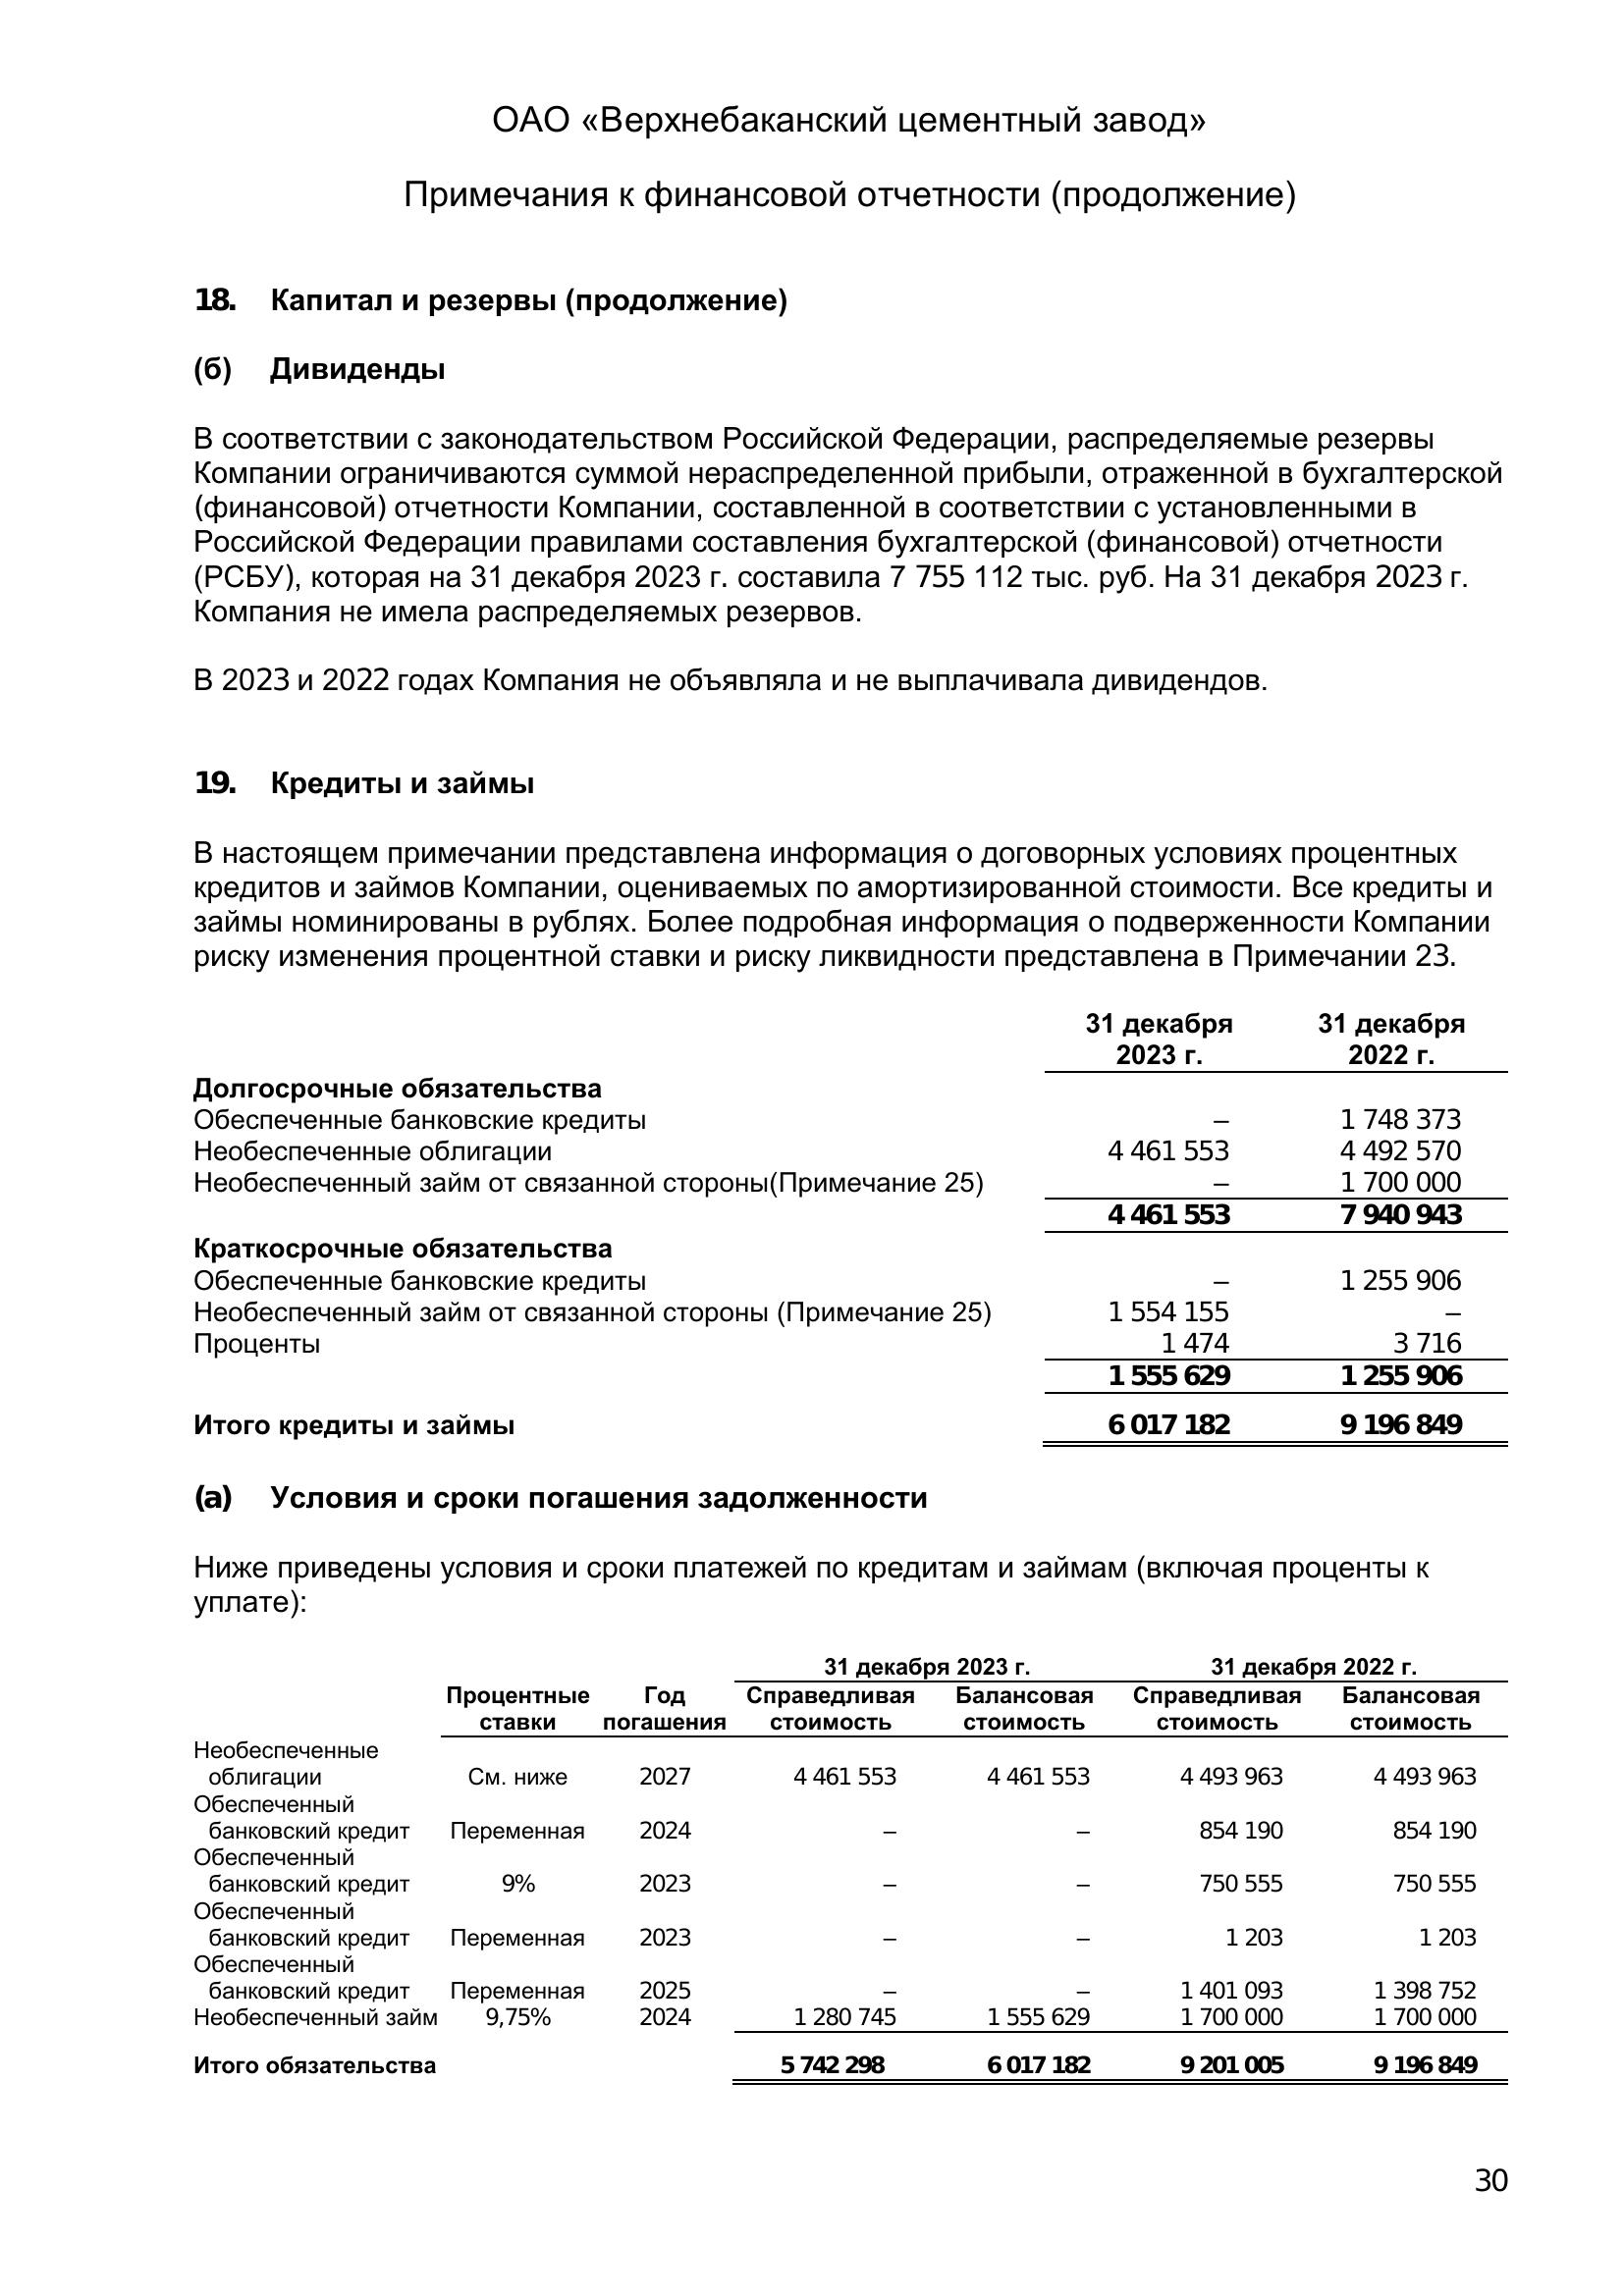 ОАО «Верхнебаканский цементный завод»
Примечания к финансовой отчетности (продолжение)
18. Капитал и резервы (продолжение)
(б) Дивиденды
В соответствии с законодательством Российской Федерации, распределяемые резервы
Компании ограничиваются суммой нераспределенной прибыли, отраженной в бухгалтерской
(финансовой) отчетности Компании, составленной в соответствии с установленными в
Российской Федерации правилами составления бухгалтерской (финансовой) отчетности
(РСБУ), которая на 31 декабря 2023 г. составила 7 755 112 тыс. руб. На 31 декабря 2023 г.
Компания не имела распределяемых резервов.
В 2023 и 2022 годах Компания не объявляла и не выплачивала дивидендов.
19. Кредиты и займы
В настоящем примечании представлена информация о договорных условиях процентных
кредитов и займов Компании, оцениваемых по амортизированной стоимости. Все кредиты и
займы номинированы в рублях. Более подробная информация о подверженности Компании
риску изменения процентной ставки и риску ликвидности представлена в Примечании 23.
31 декабря 31 декабря
2023 г. 2022 г.
Долгосрочные обязательства
Обеспеченные банковские кредиты – 1 748 373
Необеспеченные облигации 4 461 553 4 492 570
Необеспеченный займ от связанной стороны(Примечание 25) – 1 700 000
4 461 553 7 940 943
Краткосрочные обязательства
Обеспеченные банковские кредиты – 1 255 906
Необеспеченный займ от связанной стороны (Примечание 25) 1 554 155 –
Проценты 1 474 3 716
1 555 629 1 255 906
Итого кредиты и займы 6 017 182 9 196 849
(а) Условия и сроки погашения задолженности
Ниже приведены условия и сроки платежей по кредитам и займам (включая проценты к
уплате):
31 декабря 2023 г. 31 декабря 2022 г.
Процентные Год Справедливая Балансовая Справедливая Балансовая
ставки погашения стоимость стоимость стоимость стоимость
Необеспеченные
облигации См. ниже 2027 4 461 553 4 461 553 4 493 963 4 493 963
Обеспеченный
банковский кредит Переменная 2024 – – 854 190 854 190
Обеспеченный
банковский кредит 9% 2023 – – 750 555 750 555
Обеспеченный
банковский кредит Переменная 2023 – – 1 203 1 203
Обеспеченный
банковский кредит Переменная 2025 – – 1 401 093 1 398 752
Необеспеченный займ 9,75% 2024 1 280 745 1 555 629 1 700 000 1 700 000
Итого обязательства 5 742 298 6 017 182 9 201 005 9 196 849
30